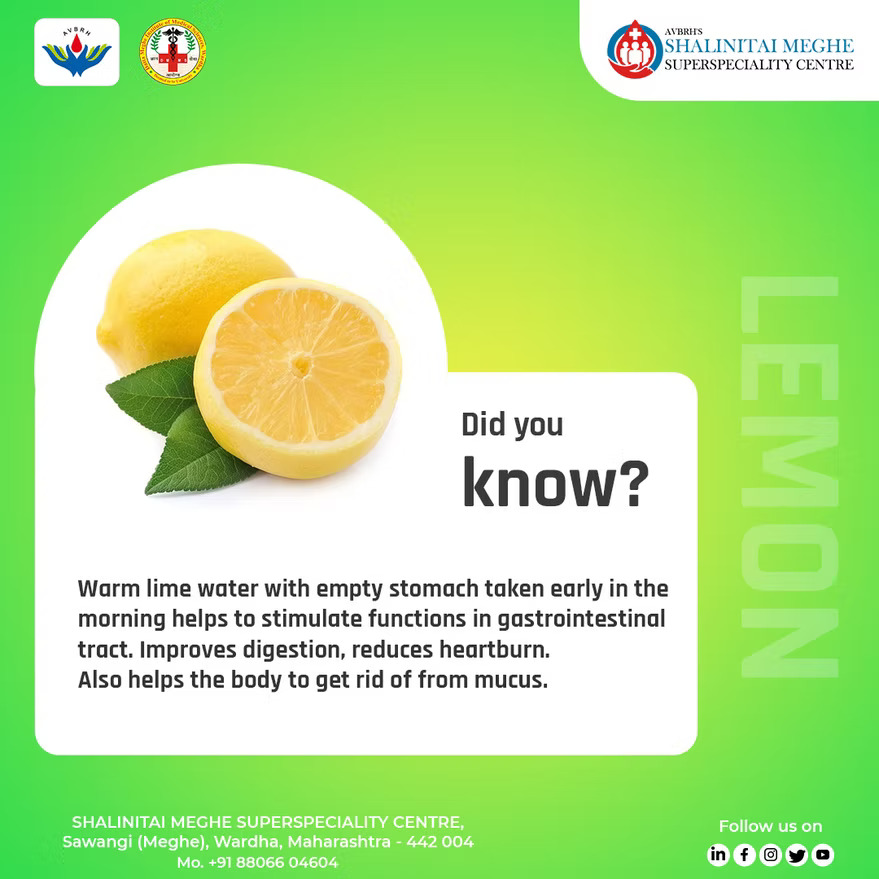 AVBRH
AVBRH'S
SHALINITAI MEGHE
SUPERSPECIALITY CENTRE
LEMON
Did you
know?
Warm lime water with empty stomach taken early in the
morning helps to stimulate functions in gastrointestinal
tract. Improves digestion, reduces heartburn.
Also helps the body to get rid of from mucus.
SHALINITAI MEGHE SUPERSPECIALITY CENTRE,
Sawangi (Meghe), Wardha, Maharashtra - 442 004
Mo. +91 88066 04604
Follow us on